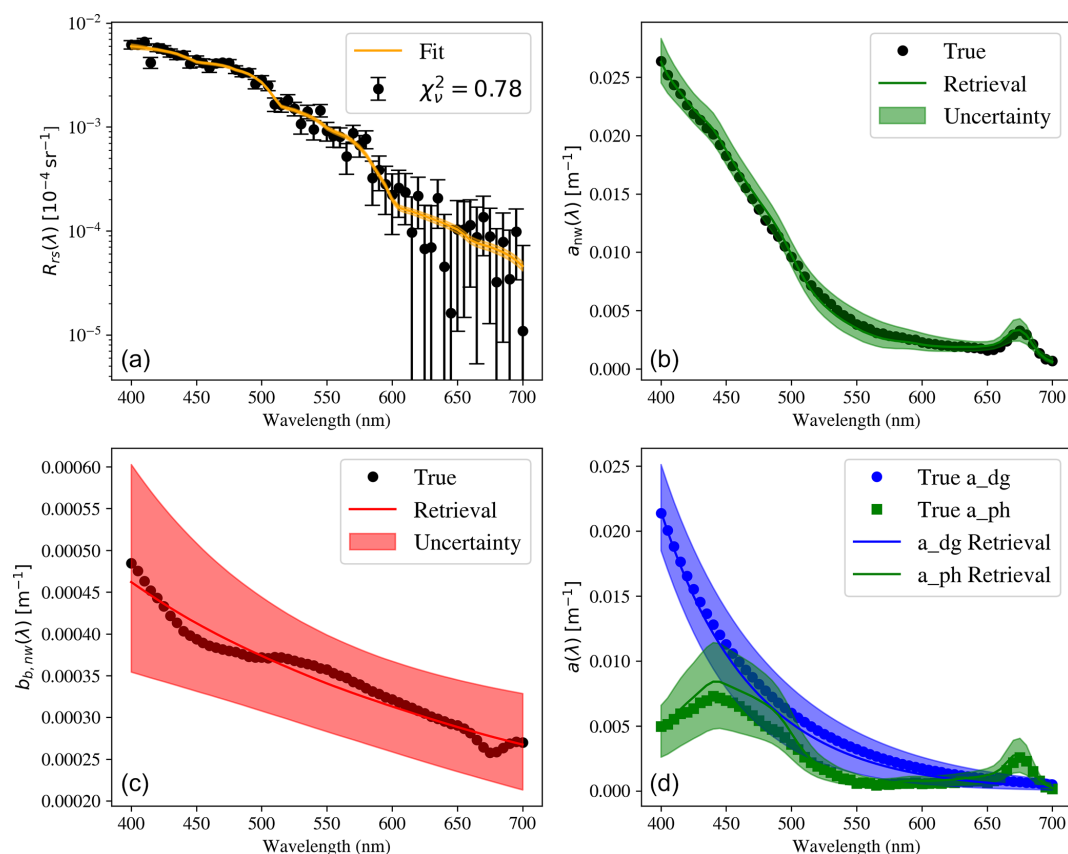 10⁻²
10⁻³
10⁻⁴
10⁻⁵
R_rs(λ) [10⁻⁴ sr⁻¹]
Fit
χ²_ν = 0.78
(a)
400 450 500 550 600 650 700
Wavelength (nm)
0.025
0.020
0.015
0.010
0.005
0.000
a_nw(λ) [m⁻¹]
True
Retrieval
Uncertainty
(b)
400 450 500 550 600 650 700
Wavelength (nm)
0.00060
0.00055
0.00050
0.00045
0.00040
0.00035
0.00030
0.00025
0.00020
b_b,nw(λ) [m⁻¹]
True
Retrieval
Uncertainty
(c)
400 450 500 550 600 650 700
Wavelength (nm)
0.025
0.020
0.015
0.010
0.005
0.000
a(λ) [m⁻¹]
True a_dg
True a_ph
a_dg Retrieval
a_ph Retrieval
(d)
400 450 500 550 600 650 700
Wavelength (nm)